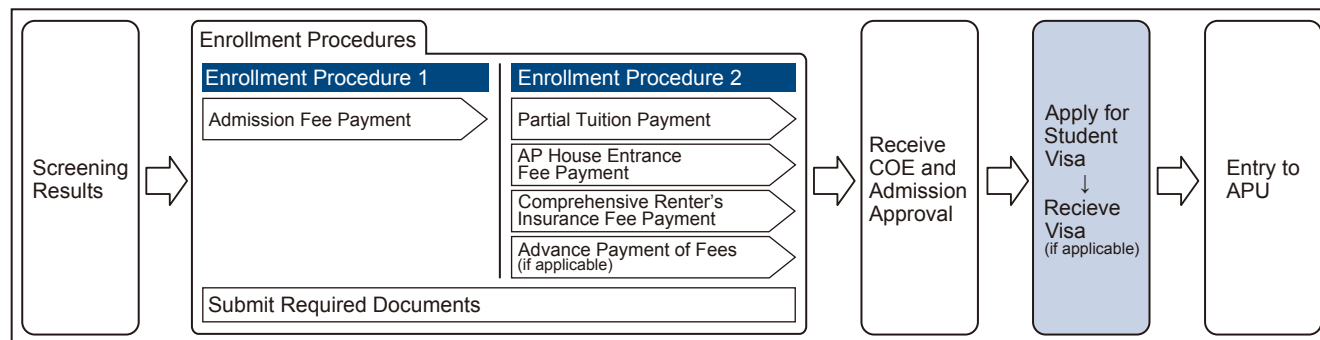 Screening
Results
Enrollment Procedures
Enrollment Procedure 1
Admission Fee Payment
Enrollment Procedure 2
Partial Tuition Payment
AP House Entrance
Fee Payment
Comprehensive Renter's
Insurance Fee Payment
Advance Payment of Fees
(if applicable)
Submit Required Documents
Receive
COE and
Admission
Approval
Apply for
Student
Visa
↓
Recieve
Visa
(if applicable)
Entry to
APU